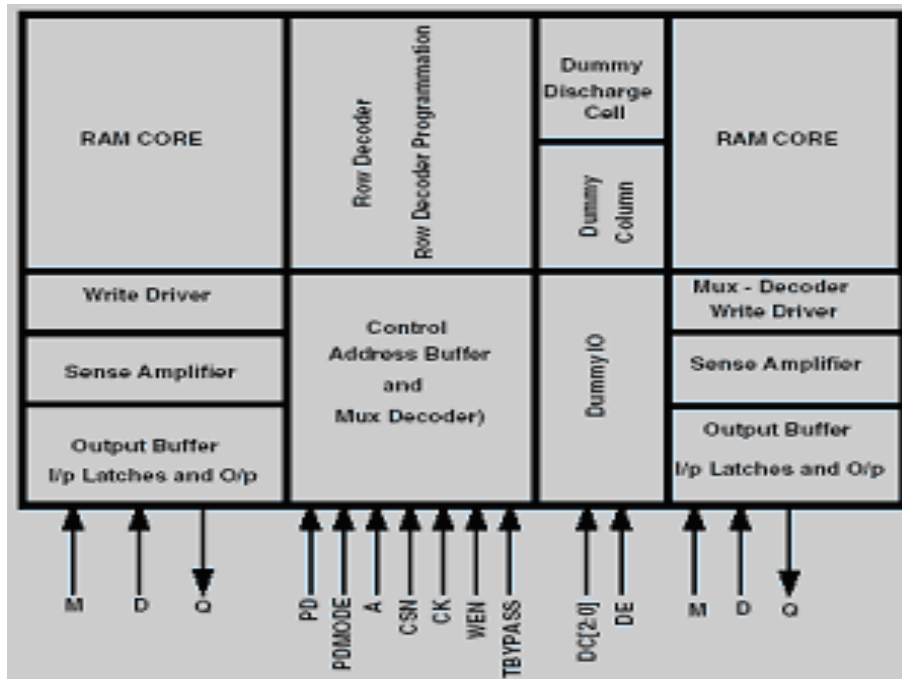 RAM CORE
Row Decoder
Row Decoder Programmation
Dummy
Discharge
Cell
Dummy
Column
RAM CORE
Write Driver
Sense Amplifier
Output Buffer
I/p Latches and O/p
Control
Address Buffer
and
Mux Decoder)
Dummy IO
Mux - Decoder
Write Driver
Sense Amplifier
Output Buffer
I/p Latches and O/p
M
D
Q
PD
PDMODE
A
CSN
CK
WEN
TBYPASS
DC[2:0]
DE
M
D
Q